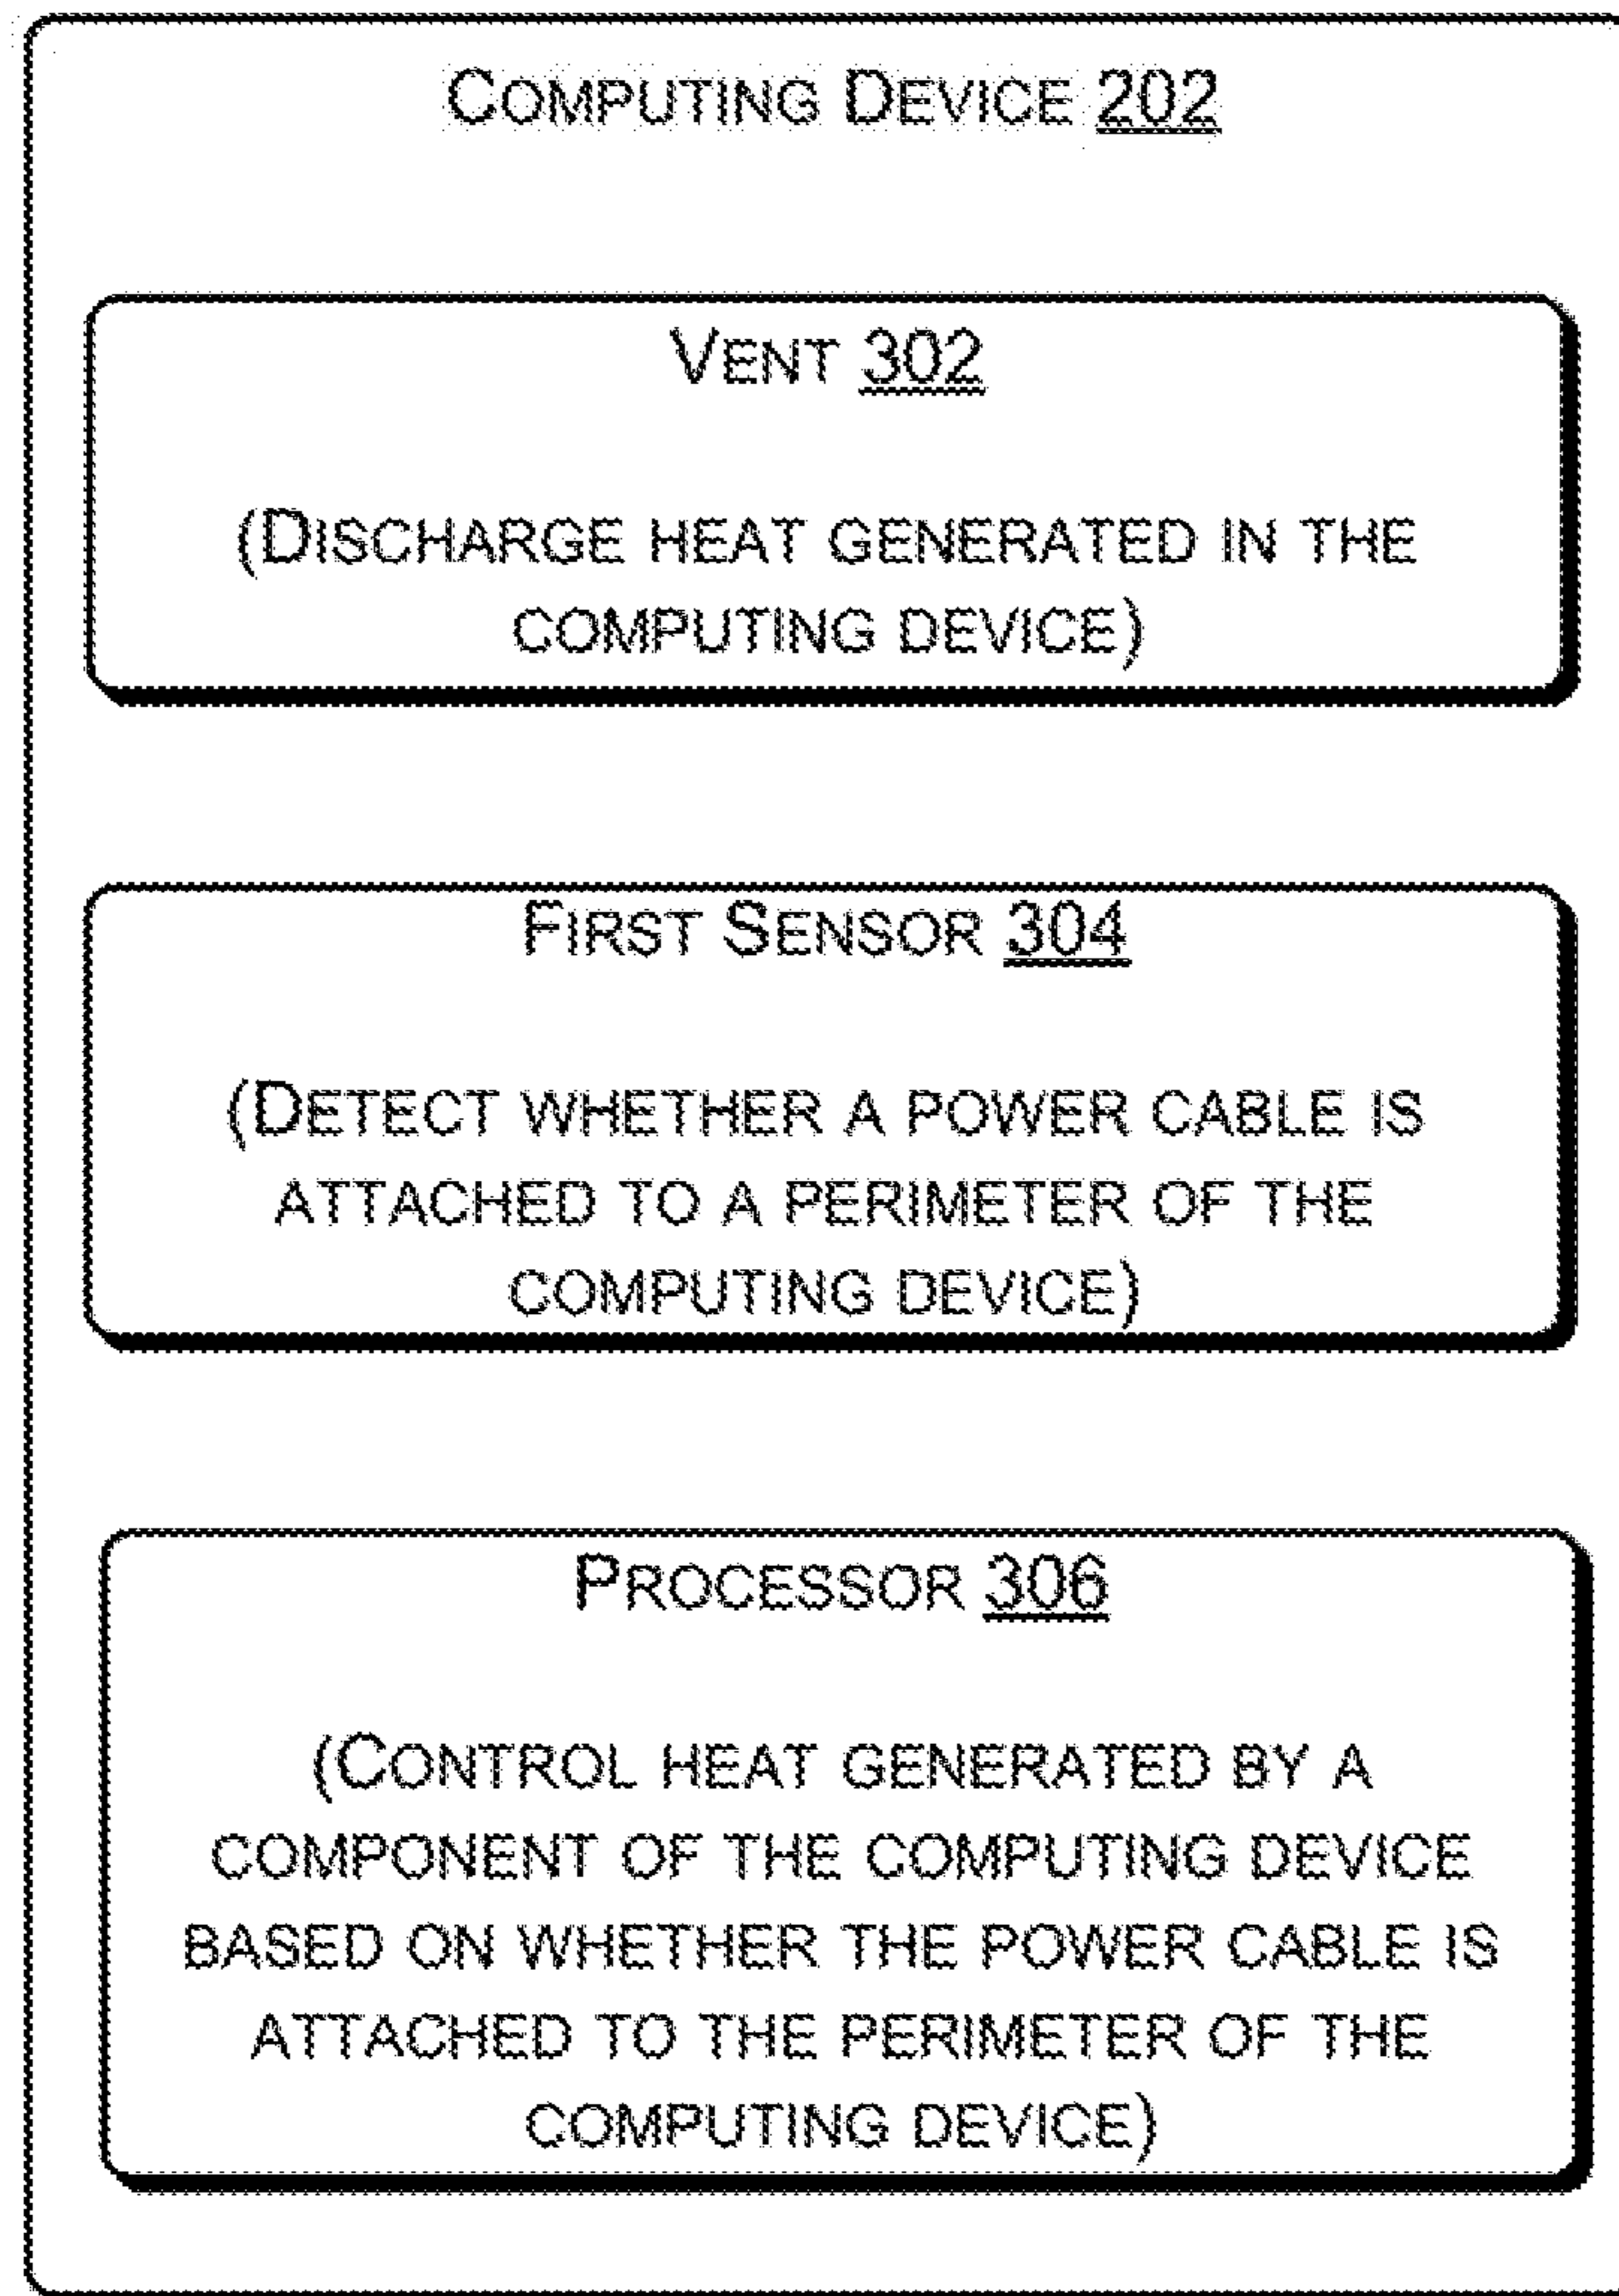 COMPUTING DEVICE 202
VENT 302
(DISCHARGE HEAT GENERATED IN THE
COMPUTING DEVICE)
FIRST SENSOR 304
(DETECT WHETHER A POWER CABLE IS
ATTACHED TO A PERIMETER OF THE
COMPUTING DEVICE)
PROCESSOR 306
(CONTROL HEAT GENERATED BY A
COMPONENT OF THE COMPUTING DEVICE
BASED ON WHETHER THE POWER CABLE IS
ATTACHED TO THE PERIMETER OF THE
COMPUTING DEVICE)